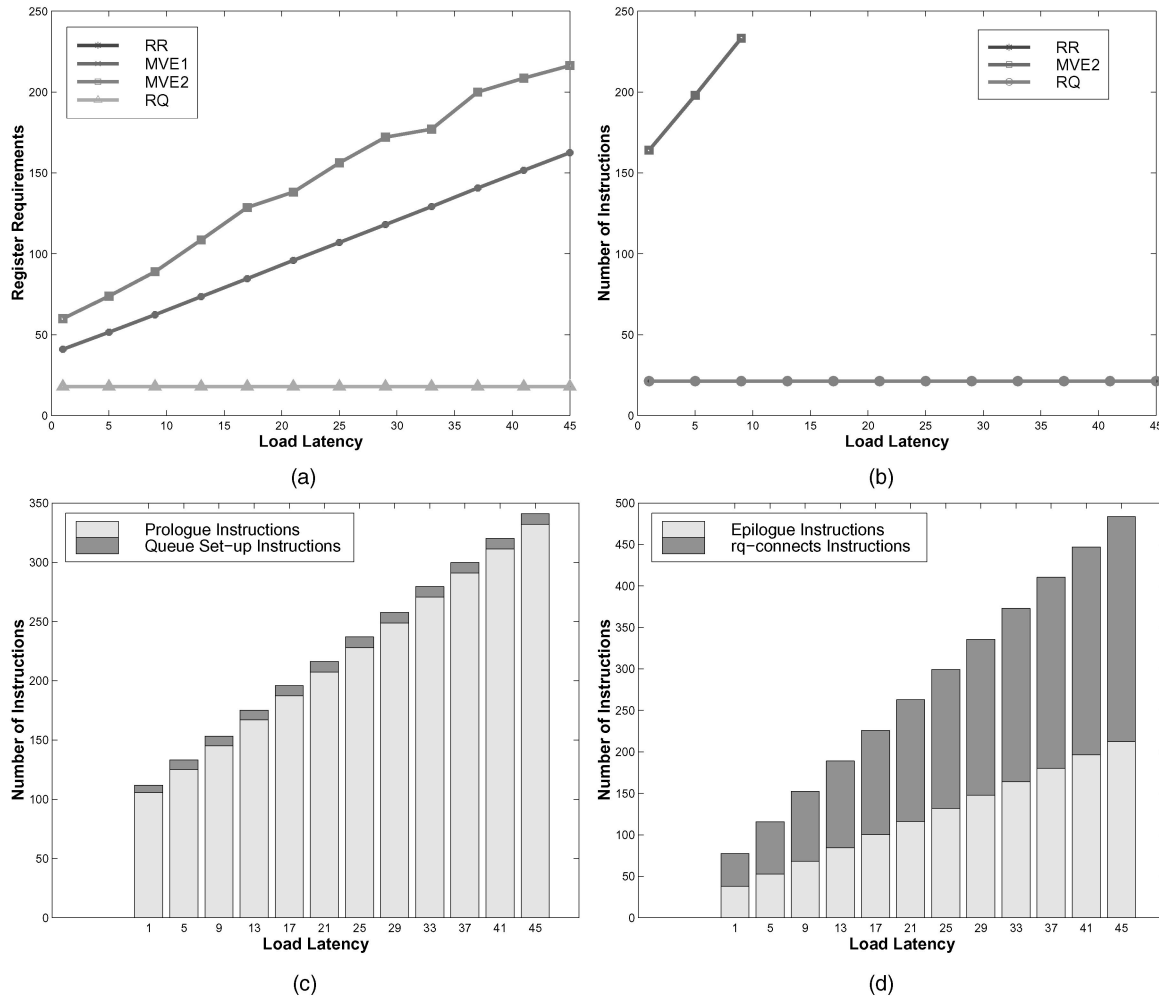 250
200
150
100
50
0
Register Requirements
RR
MVE1
MVE2
RQ
0 5 10 15 20 25 30 35 40 45
Load Latency
(a)
250
200
150
100
50
0
Number of Instructions
RR
MVE2
RQ
0 5 10 15 20 25 30 35 40 45
Load Latency
(b)
350
300
250
200
150
100
50
0
Number of Instructions
Prologue Instructions
Queue Set-up Instructions
1 5 9 13 17 21 25 29 33 37 41 45
Load Latency
(c)
500
450
400
350
300
250
200
150
100
50
0
Number of Instructions
Epilogue Instructions
rq-connects Instructions
1 5 9 13 17 21 25 29 33 37 41 45
Load Latency
(d)